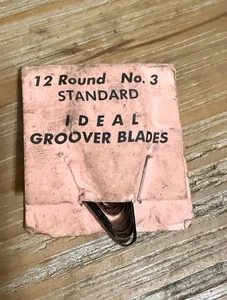 12 Round No. 3
STANDARD
IDEAL
GROOVER BLADES